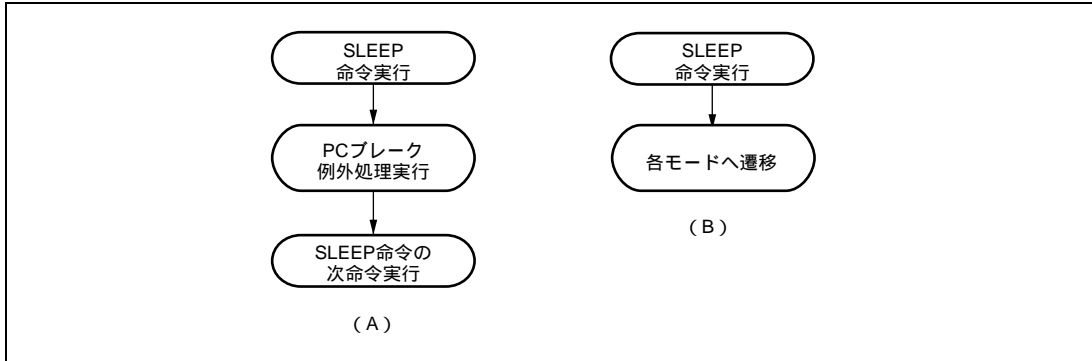 SLEEP
命令実行
PCブレーク
例外処理実行
SLEEP命令の
次命令実行
(A)
SLEEP
命令実行
各モードへ遷移
(B)